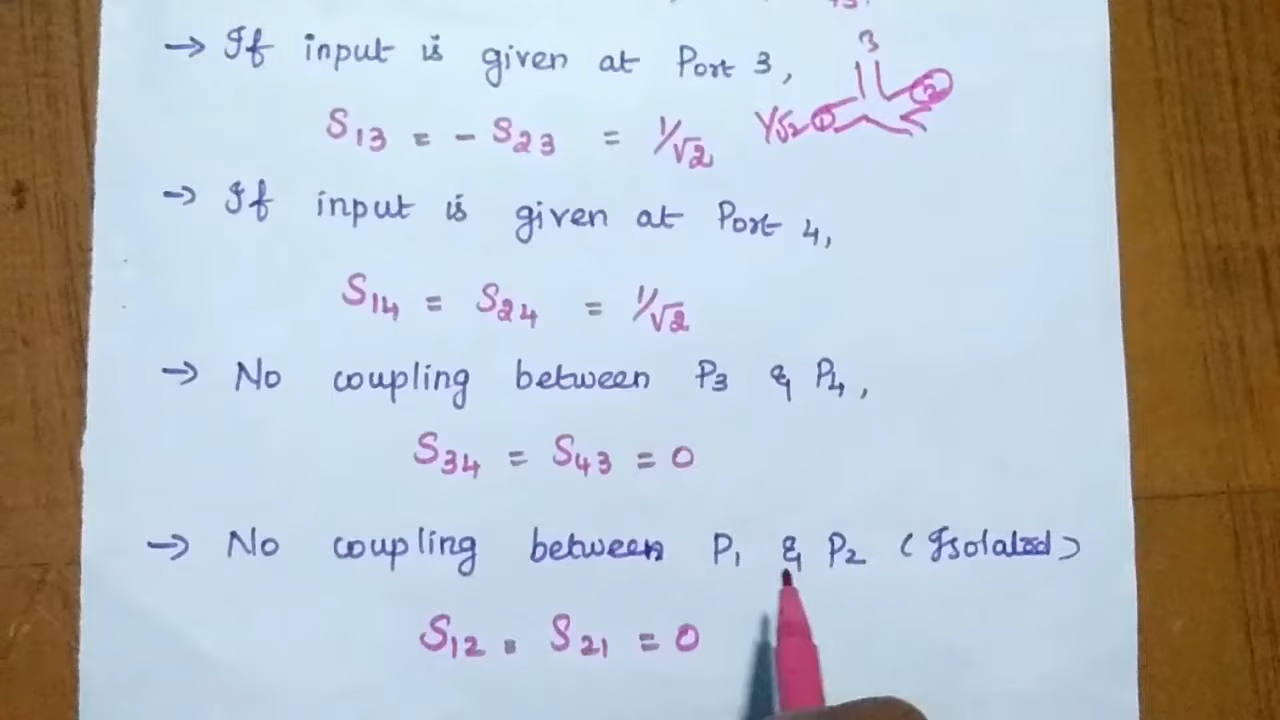 → If input is given at Port 3,
3
2
S13 = - S23 = 1/√2
1/√2 1
→ If input is given at Port 4,
S14 = S24 = 1/√2
→ No coupling between P3 & P4,
S34 = S43 = 0
→ No coupling between P1 & P2 (Isolated)
S12 = S21 = 0